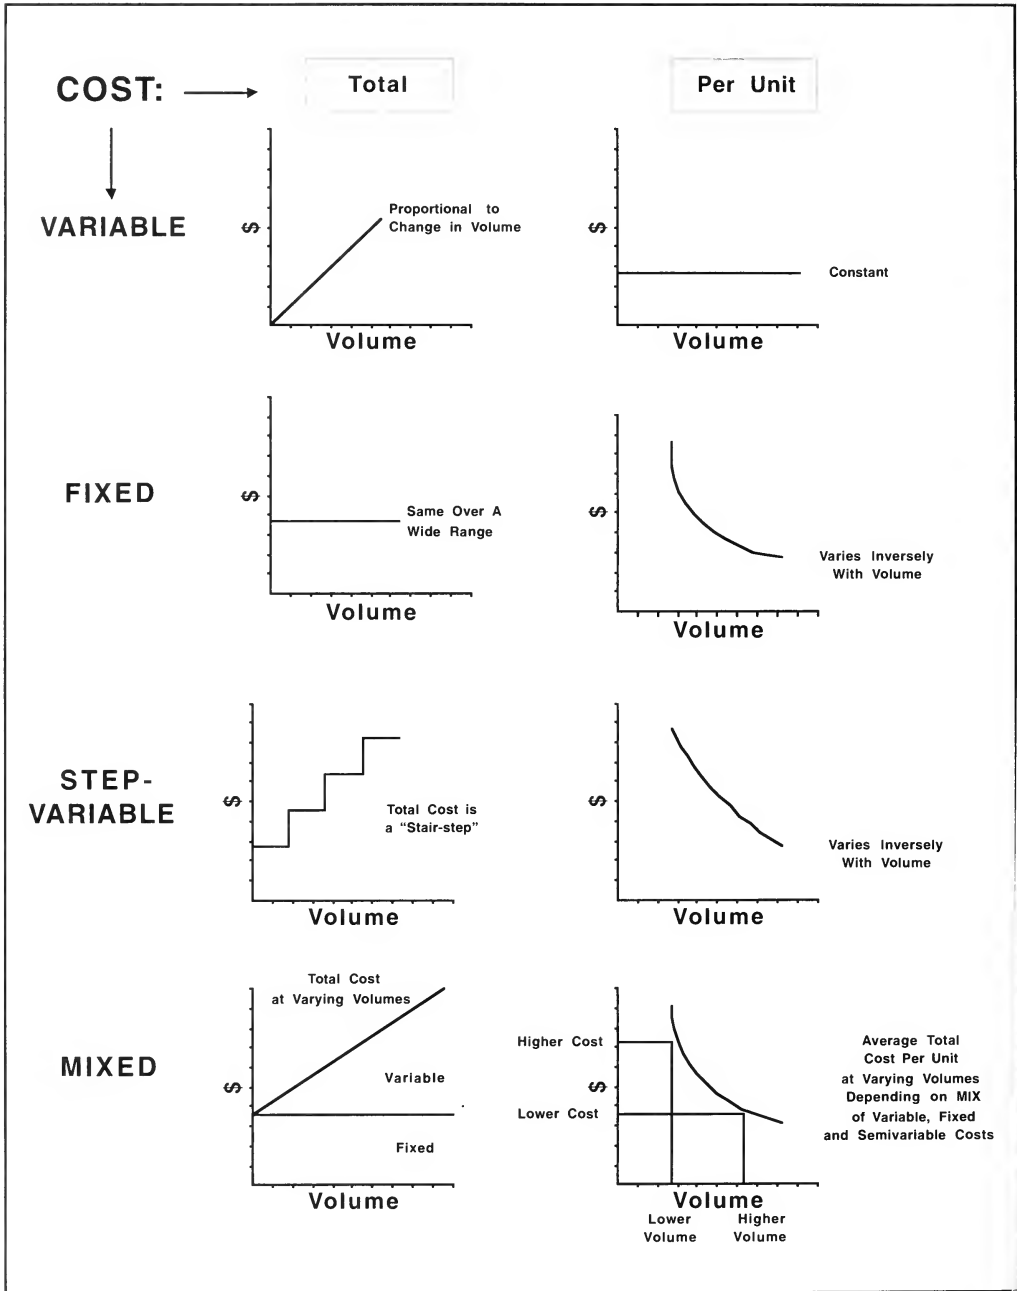 COST:
Total
Per Unit
VARIABLE
$
Proportional to
Change in Volume
Volume
$
Constant
Volume
FIXED
$
Same Over A
Wide Range
Volume
$
Varies Inversely
With Volume
Volume
STEP-
VARIABLE
$
Total Cost is
a "Stair-step"
Volume
$
Varies Inversely
With Volume
Volume
MIXED
Total Cost
at Varying Volumes
$
Variable
Fixed
Volume
Higher Cost
$
Lower Cost
Average Total
Cost Per Unit
at Varying Volumes
Depending on MIX
of Variable, Fixed
and Semivariable Costs
Volume
Lower
Volume
Higher
Volume